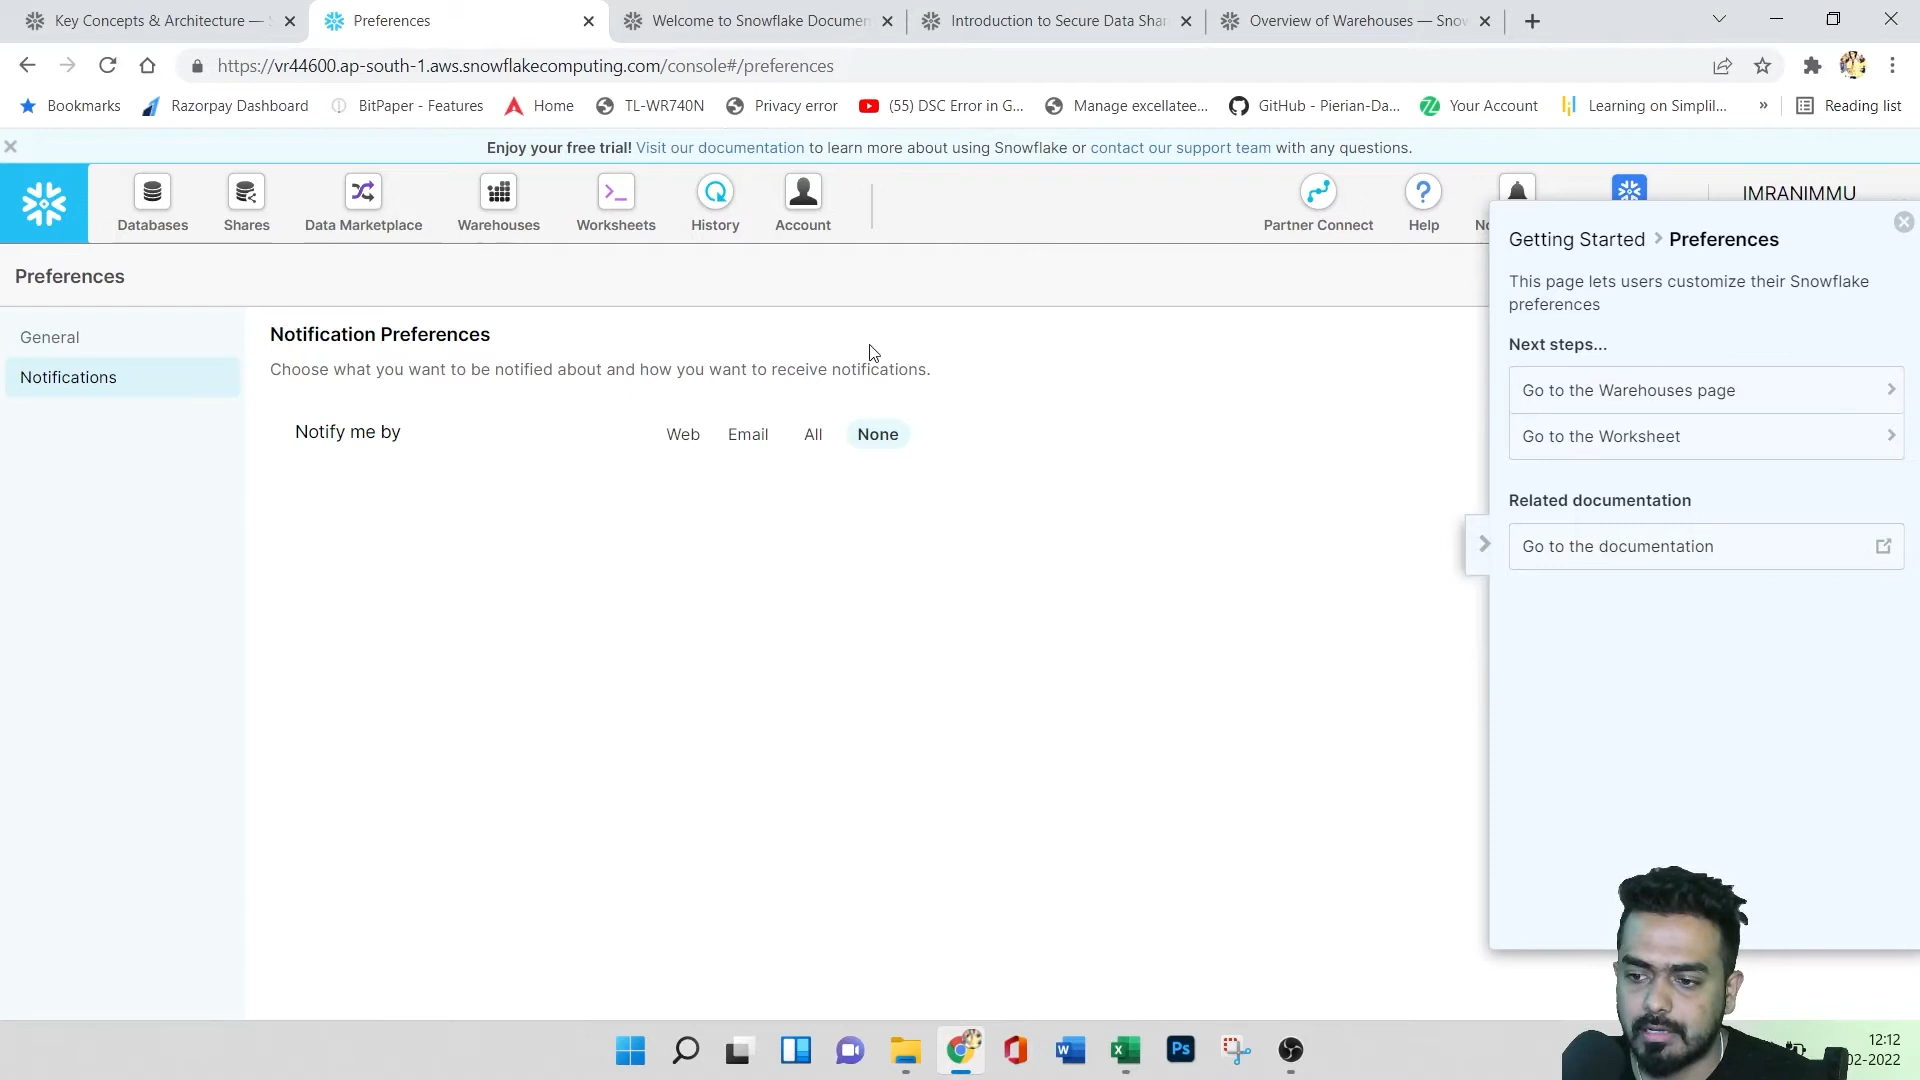 Key Concepts & Architecture —
Preferences
Welcome to Snowflake Documen
Introduction to Secure Data Shar
Overview of Warehouses — Snow
https://vr44600.ap-south-1.aws.snowflakecomputing.com/console#/preferences
Bookmarks
Razorpay Dashboard
BitPaper - Features
Home
TL-WR740N
Privacy error
(55) DSC Error in G...
Manage excellatee...
GitHub - Pierian-Da...
Your Account
Learning on Simplil...
»
Reading list
Enjoy your free trial! Visit our documentation to learn more about using Snowflake or contact our support team with any questions.
Databases
Shares
Data Marketplace
Warehouses
Worksheets
History
Account
Partner Connect
Help
IMRANIMMU
Preferences
General
Notifications
Notification Preferences
Choose what you want to be notified about and how you want to receive notifications.
Notify me by
Web
Email
All
None
Getting Started > Preferences
This page lets users customize their Snowflake
preferences
Next steps...
Go to the Warehouses page
Go to the Worksheet
Related documentation
Go to the documentation
Ps
12:12
02-2022